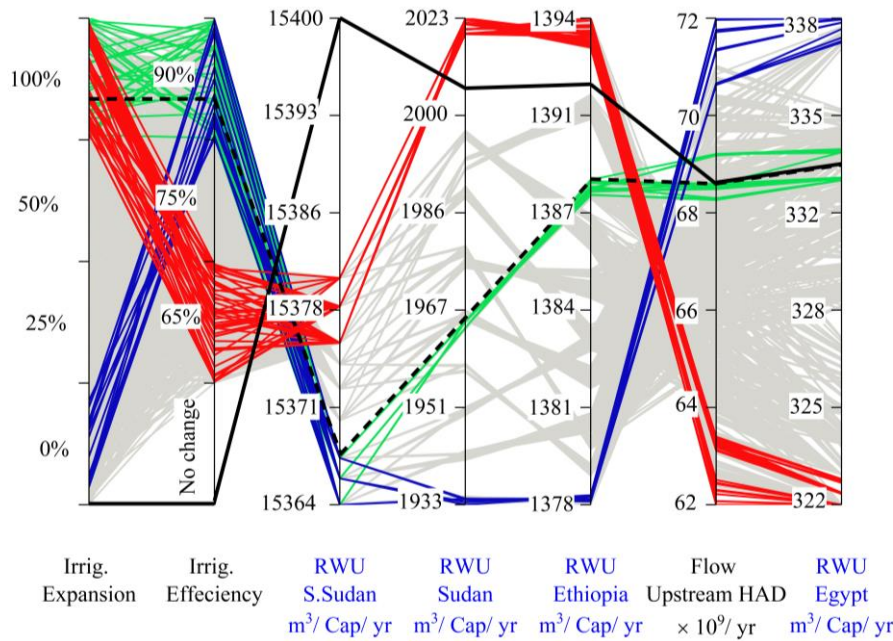 100%
50%
25%
0%
90%
75%
65%
No change
15400
15393
15386
15378
15371
15364
2023
2000
1986
1967
1951
1933
1394
1391
1387
1384
1381
1378
72
70
68
66
64
62
338
335
332
328
325
322
Irrig.
Expansion
Irrig.
Effeciency
RWU
S.Sudan
m³/ Cap/ yr
RWU
Sudan
m³/ Cap/ yr
RWU
Ethiopia
m³/ Cap/ yr
Flow
Upstream HAD
× 10⁹/ yr
RWU
Egypt
m³/ Cap/ yr